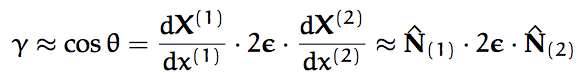 γ ≈ cos θ = d𝐗⁽¹⁾/dx⁽¹⁾ · 2𝛜 · d𝐗⁽²⁾/dx⁽²⁾ ≈ 𝐍̂₍₁₎ · 2𝛜 · 𝐍̂₍₂₎